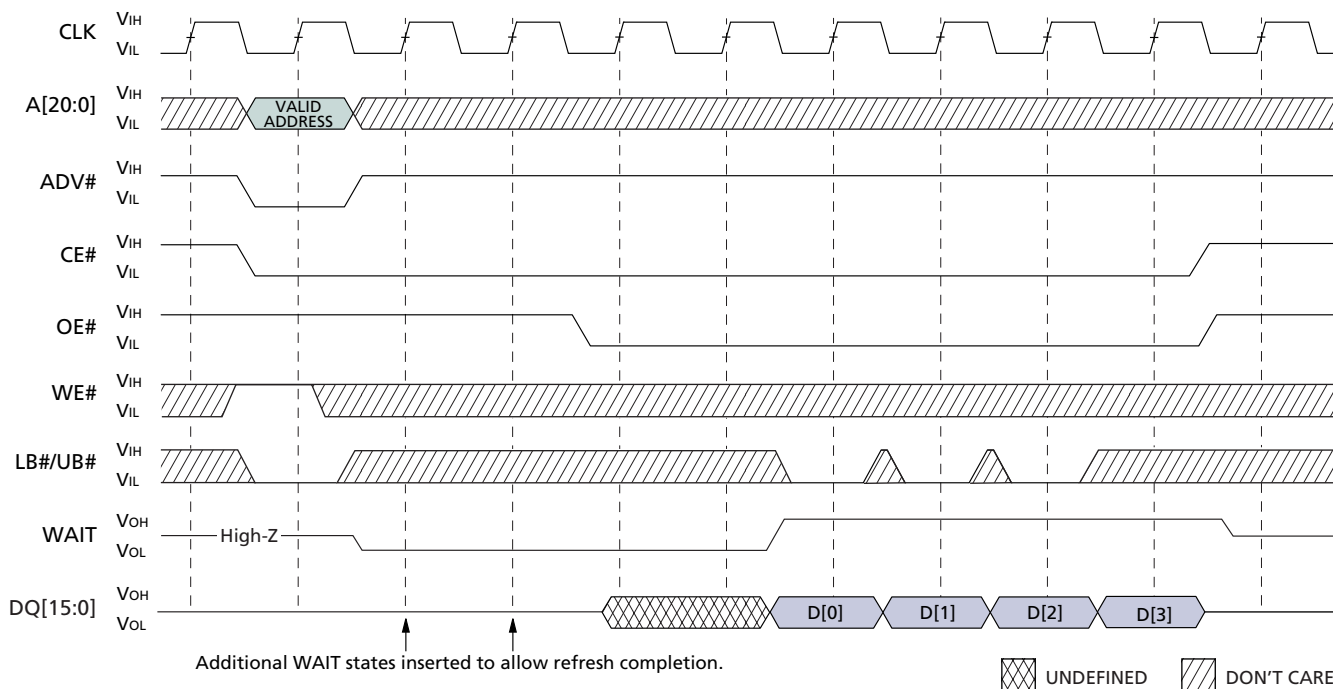 CLK VIH
VIL
A[20:0] VIH
VIL
VALID
ADDRESS
ADV# VIH
VIL
CE# VIH
VIL
OE# VIH
VIL
WE# VIH
VIL
LB#/UB# VIH
VIL
WAIT VOH
VOL
High-Z
DQ[15:0] VOH
VOL
D[0] D[1] D[2] D[3]
Additional WAIT states inserted to allow refresh completion.
UNDEFINED DON'T CARE